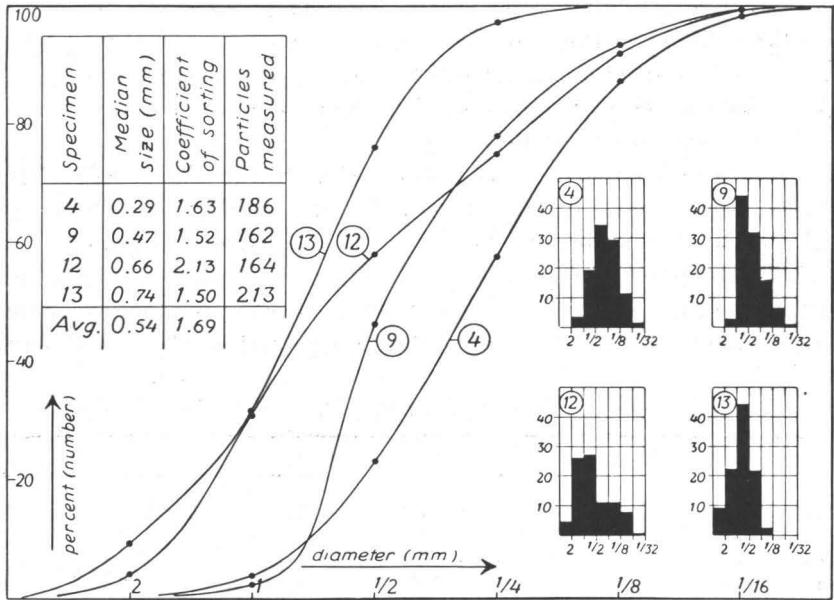 100
80
60
40
20
Specimen
Median size (mm)
Coefficient of sorting
Particles measured
4 0.29 1.63 186
9 0.47 1.52 162
12 0.66 2.13 164
13 0.74 1.50 213
Avg. 0.54 1.69
13
12
9
4
per cent (number)
diameter (mm)
2 1 1/2 1/4 1/8 1/16
4
40
30
20
10
2 1/2 1/8 1/32
9
40
30
20
10
2 1/2 1/8 1/32
12
40
30
20
10
2 1/2 1/8 1/32
13
40
30
20
10
2 1/2 1/8 1/32